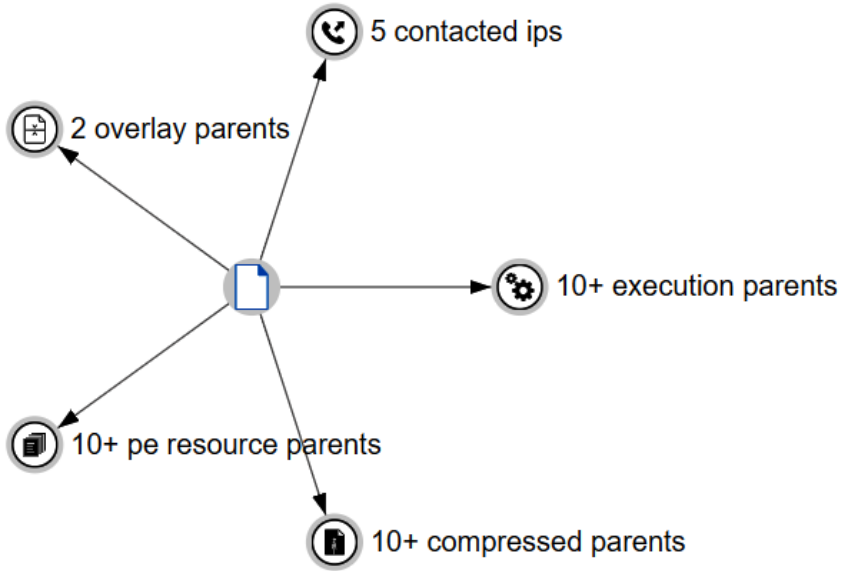 5 contacted ips
2 overlay parents
10+ execution parents
10+ pe resource parents
10+ compressed parents